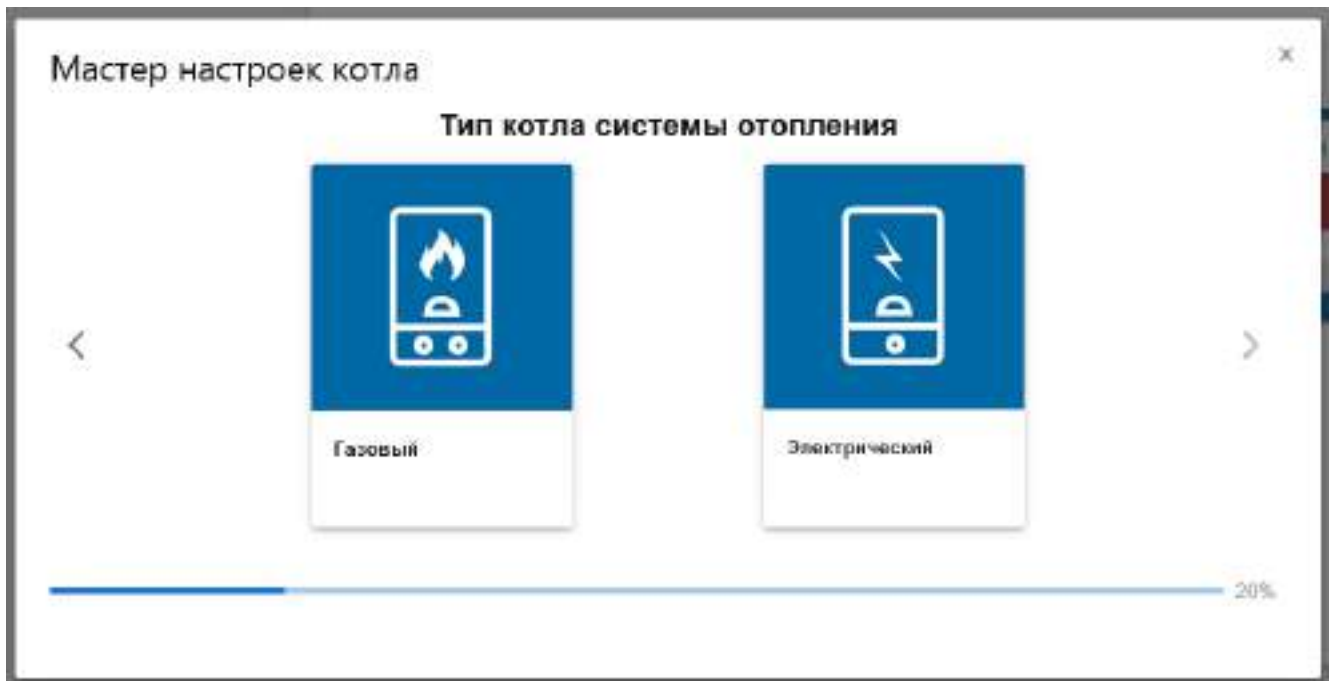 Мастер настроек котла
Тип котла системы отопления
Газовый
Электрический
20%